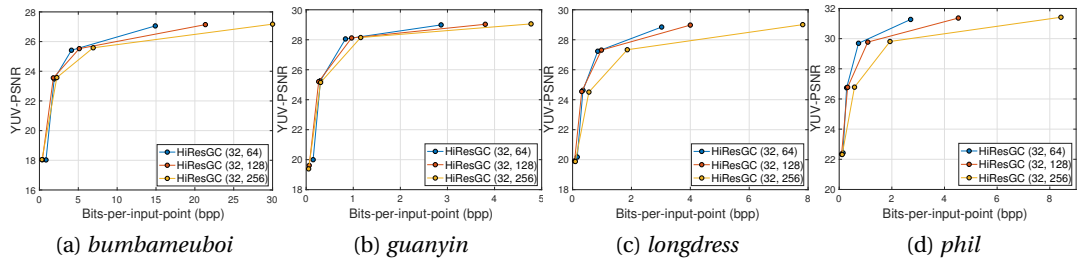 28
26
24
22
20
18
16
YUV-PSNR
0 5 10 15 20 25 30
Bits-per-input-point (bpp)
HiResGC (32, 64)
HiResGC (32, 128)
HiResGC (32, 256)
(a) bumbameuboi
30
28
26
24
22
20
18
YUV-PSNR
0 1 2 3 4 5
Bits-per-input-point (bpp)
HiResGC (32, 64)
HiResGC (32, 128)
HiResGC (32, 256)
(b) guanyin
30
28
26
24
22
20
18
YUV-PSNR
0 2 4 6 8
Bits-per-input-point (bpp)
HiResGC (32, 64)
HiResGC (32, 128)
HiResGC (32, 256)
(c) longdress
32
30
28
26
24
22
20
YUV-PSNR
0 2 4 6 8
Bits-per-input-point (bpp)
HiResGC (32, 64)
HiResGC (32, 128)
HiResGC (32, 256)
(d) phil